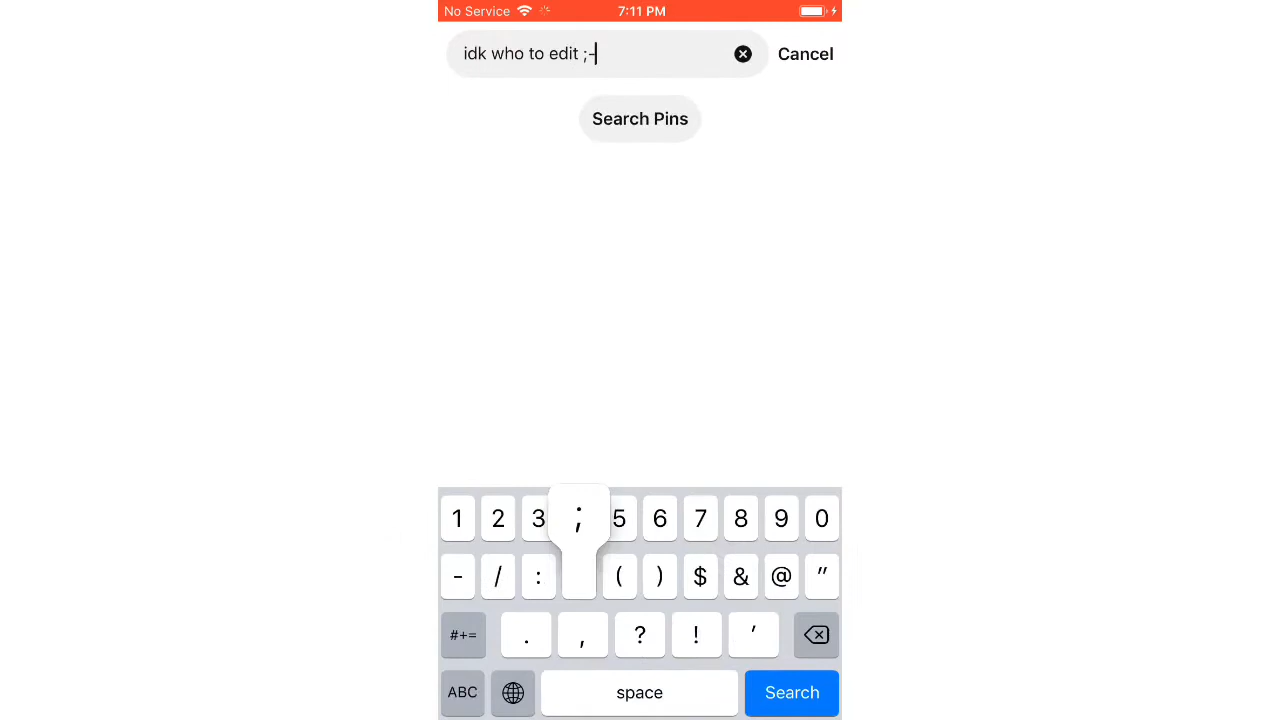 No Service 7:11 PM
idk who to edit ;-
Cancel
Search Pins
1 2 3 ; 5 6 7 8 9 0
- / : ( ) $ & @ "
#+= . , ? ! '
ABC space Search